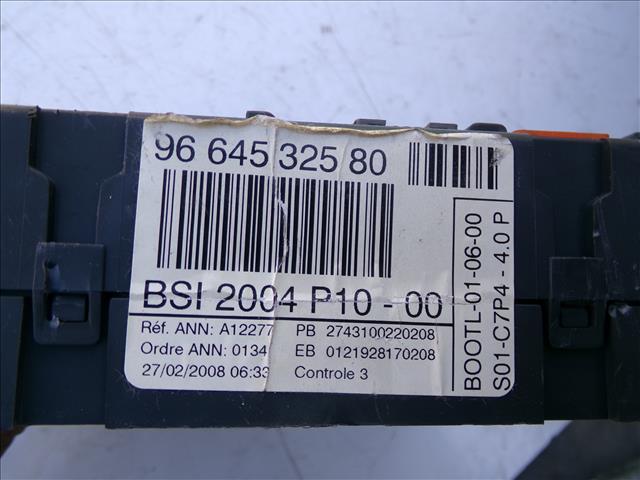 96 645 325 80
BSI 2004 P10 - 00
Réf. ANN: A12277 PB 2743100220208
Ordre ANN: 0134 EB 0121928170208
27/02/2008 06:33 Controle 3
BOOTL-01-06-00
S01-C7P4 - 4.0 P